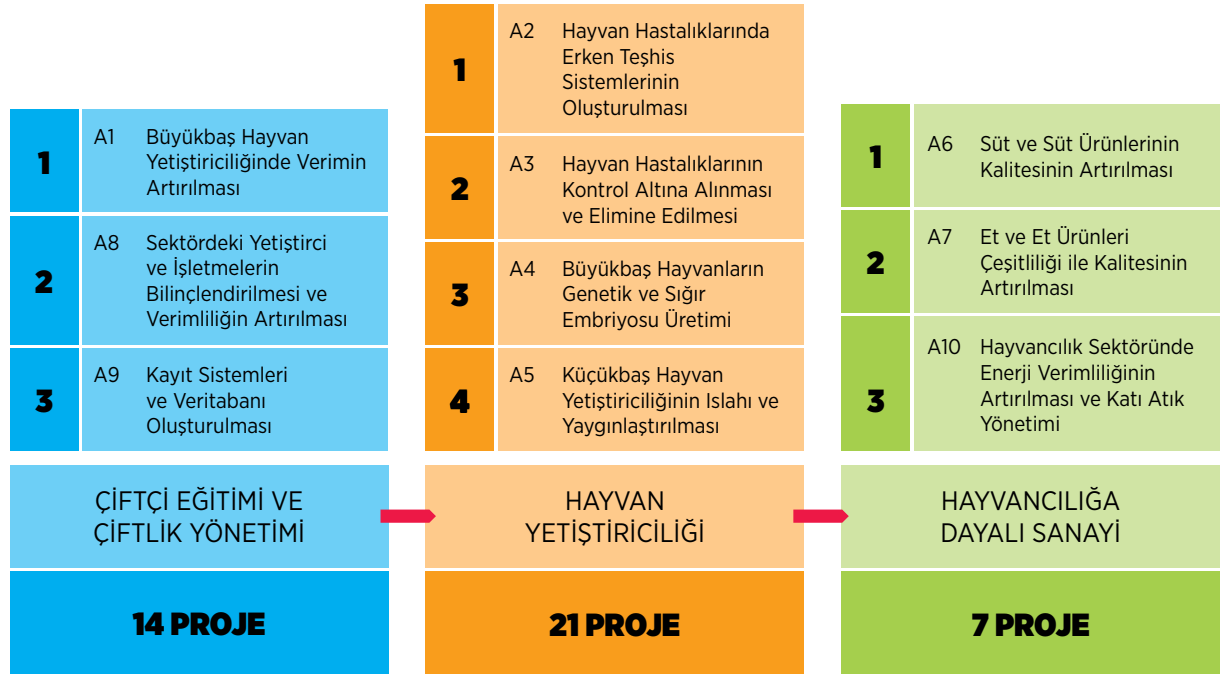 1
A1 Büyükbaş Hayvan
Yetiştiriciliğinde Verimin
Artırılması
2
A8 Sektördeki Yetiştirci
ve İşletmelerin
Bilinçlendirilmesi ve
Verimliliğin Artırılması
3
A9 Kayıt Sistemleri
ve Veritabanı
Oluşturulması
ÇİFTÇİ EĞİTİMİ VE
ÇİFTLİK YÖNETİMİ
14 PROJE
1
A2 Hayvan Hastalıklarında
Erken Teşhis
Sistemlerinin
Oluşturulması
2
A3 Hayvan Hastalıklarının
Kontrol Altına Alınması
ve Elimine Edilmesi
3
A4 Büyükbaş Hayvanların
Genetik ve Sığır
Embriyosu Üretimi
4
A5 Küçükbaş Hayvan
Yetiştiriciliğinin Islahı ve
Yaygınlaştırılması
HAYVAN
YETİŞTİRİCİLİĞİ
21 PROJE
1
A6 Süt ve Süt Ürünlerinin
Kalitesinin Artırılması
2
A7 Et ve Et Ürünleri
Çeşitliliği ile Kalitesinin
Artırılması
3
A10 Hayvancılık Sektöründe
Enerji Verimliliğinin
Artırılması ve Katı Atık
Yönetimi
HAYVANCILIĞA
DAYALI SANAYİ
7 PROJE